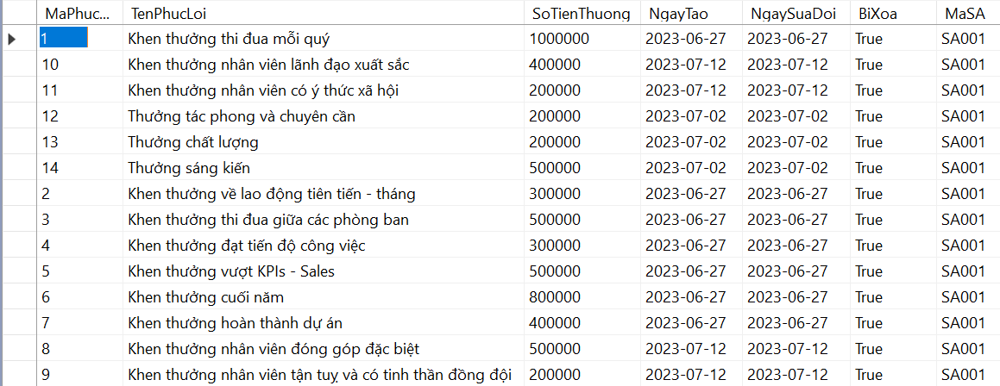 MaPhuc... TenPhucLoi SoTienThuong NgayTao NgaySuaDoi BiXoa MaSA
1 Khen thưởng thi đua mỗi quý 1000000 2023-06-27 2023-06-27 True SA001
10 Khen thưởng nhân viên lãnh đạo xuất sắc 400000 2023-07-12 2023-07-12 True SA001
11 Khen thưởng nhân viên có ý thức xã hội 200000 2023-07-12 2023-07-12 True SA001
12 Thưởng tác phong và chuyên cần 200000 2023-07-02 2023-07-02 True SA001
13 Thưởng chất lượng 200000 2023-07-02 2023-07-02 True SA001
14 Thưởng sáng kiến 500000 2023-07-02 2023-07-02 True SA001
2 Khen thưởng về lao động tiên tiến - tháng 300000 2023-06-27 2023-06-27 True SA001
3 Khen thưởng thi đua giữa các phòng ban 500000 2023-06-27 2023-06-27 True SA001
4 Khen thưởng đạt tiến độ công việc 300000 2023-06-27 2023-06-27 True SA001
5 Khen thưởng vượt KPIs - Sales 500000 2023-06-27 2023-06-27 True SA001
6 Khen thưởng cuối năm 800000 2023-06-27 2023-06-27 True SA001
7 Khen thưởng hoàn thành dự án 400000 2023-06-27 2023-06-27 True SA001
8 Khen thưởng nhân viên đóng góp đặc biệt 500000 2023-07-12 2023-07-12 True SA001
9 Khen thưởng nhân viên tận tuỵ và có tinh thần đồng đội 200000 2023-07-12 2023-07-12 True SA001